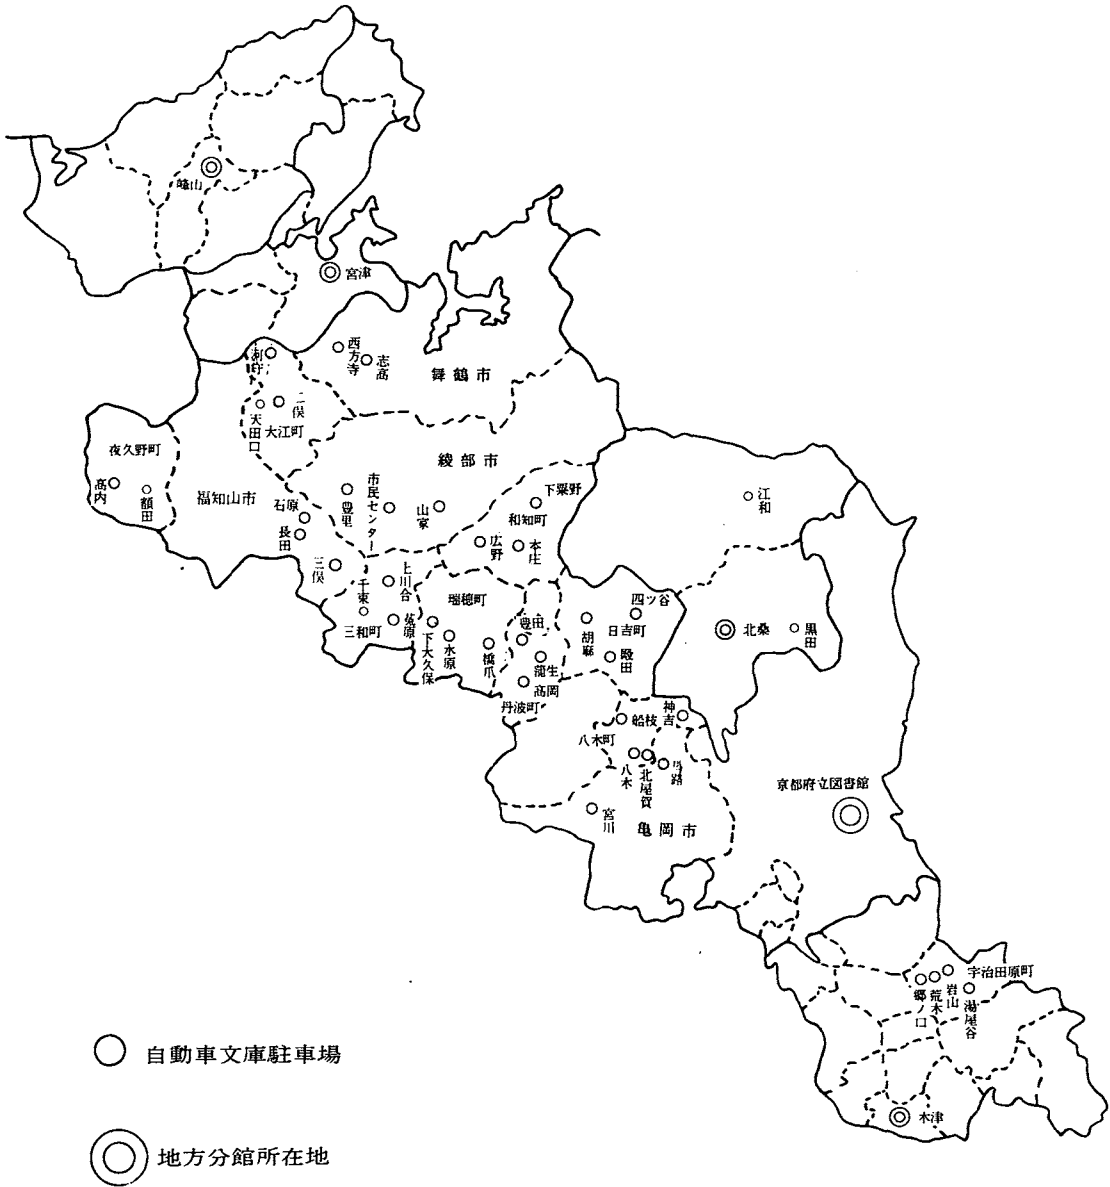 峰山
宮津
河守
西方寺
志高
舞鶴市
二俣
天田口
大江町
夜久野町
高内
額田
福知山市
綾部市
市民センター
豊里
山家
石原
長田
下粟野
和知町
広野
本庄
江和
三俣
千束
上川合
三和町
菟原
瑞穂町
下大久保
水原
橋爪
豊田
蒲生
高岡
丹波町
四ツ谷
胡麻
日吉町
殿田
北桑
黒田
神吉
船枝
八木町
八木
北屋賀
馬路
宮川
亀岡市
京都府立図書館
宇治田原町
岩山
荒木
郷ノ口
湯屋谷
木津
自動車文庫駐車場
地方分館所在地